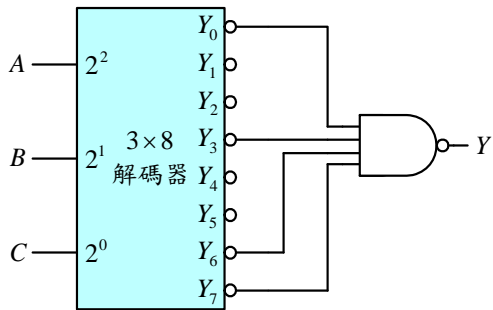 A
B
C
2²
2¹
2⁰
3×8
解碼器
Y₀
Y₁
Y₂
Y₃
Y₄
Y₅
Y₆
Y₇
Y